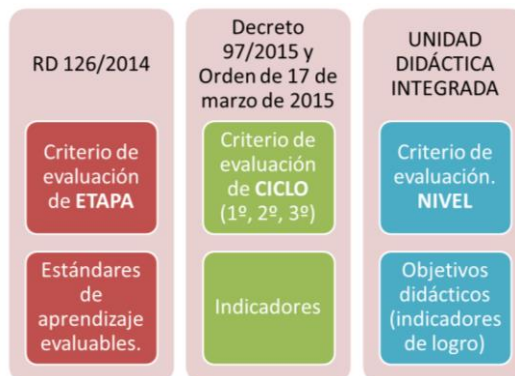 RD 126/2014
Criterio de
evaluación
de ETAPA
Estándares
de
aprendizaje
evaluables.
Decreto
97/2015 y
Orden de 17 de
marzo de 2015
Criterio de
evaluación
de CICLO
(1º, 2º, 3º)
Indicadores
UNIDAD
DIDÁCTICA
INTEGRADA
Criterio de
evaluación.
NIVEL
Objetivos
didácticos
(indicadores
de logro)